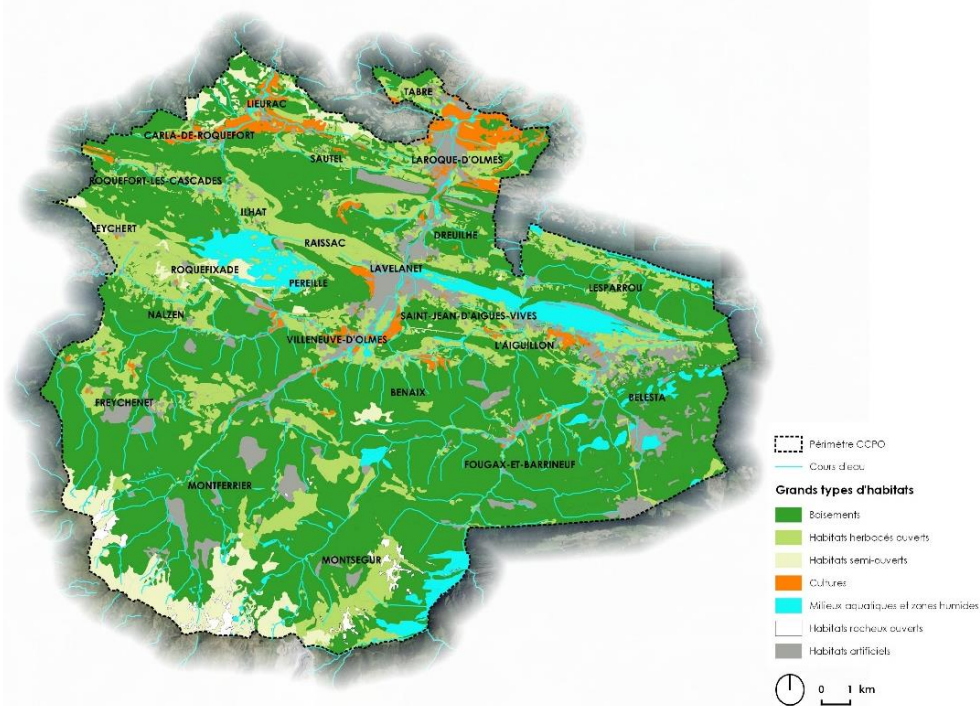 TABRE
LIEURAC
CARLA-DE-ROQUEFORT
SAUTEL
LAROQUE-D'OLMES
ROQUEFORT-LES-CASCADES
ILHAT
LEYCHERT
RAISSAC
DREUILHE
ROQUEFIXADE
PEREILLE
LAVELANET
LESPARROU
NALZEN
SAINT-JEAN-D'AIGUES-VIVES
VILLENEUVE-D'OLMES
L'AIGUILLON
FREYCHENET
BENAIX
BELESTA
MONTFERRIER
FOUGAX-ET-BARRINEUF
MONTSEGUR
Périmètre CCPO
Cours d'eau
Grands types d'habitats
Boisements
Habitats herbacés ouverts
Habitats semi-ouverts
Cultures
Milieux aquatiques et zones humides
Habitats rocheux ouverts
Habitats artificiels
0 1 km